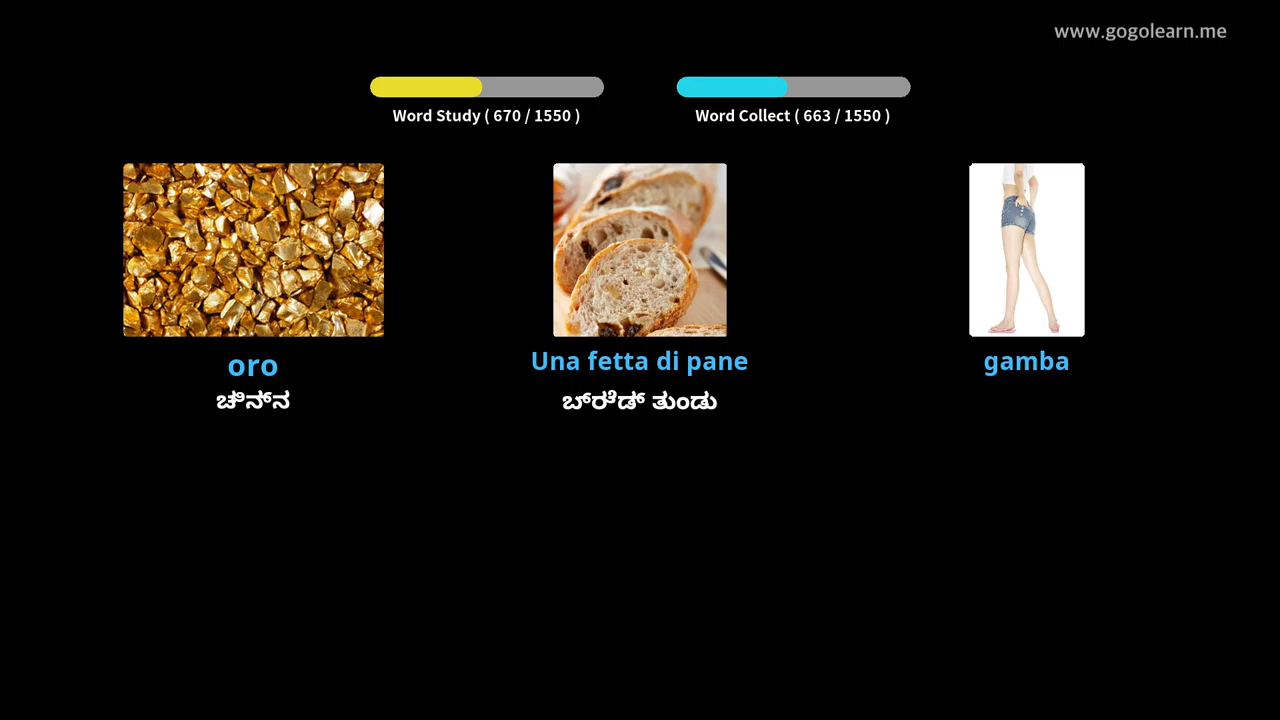 www.gogolearn.me
Word Study ( 670 / 1550 )
Word Collect ( 663 / 1550 )
oro
ಚಿನ್ನ
Una fetta di pane
ಬ್ರೆಡ್ ತುಂಡು
gamba